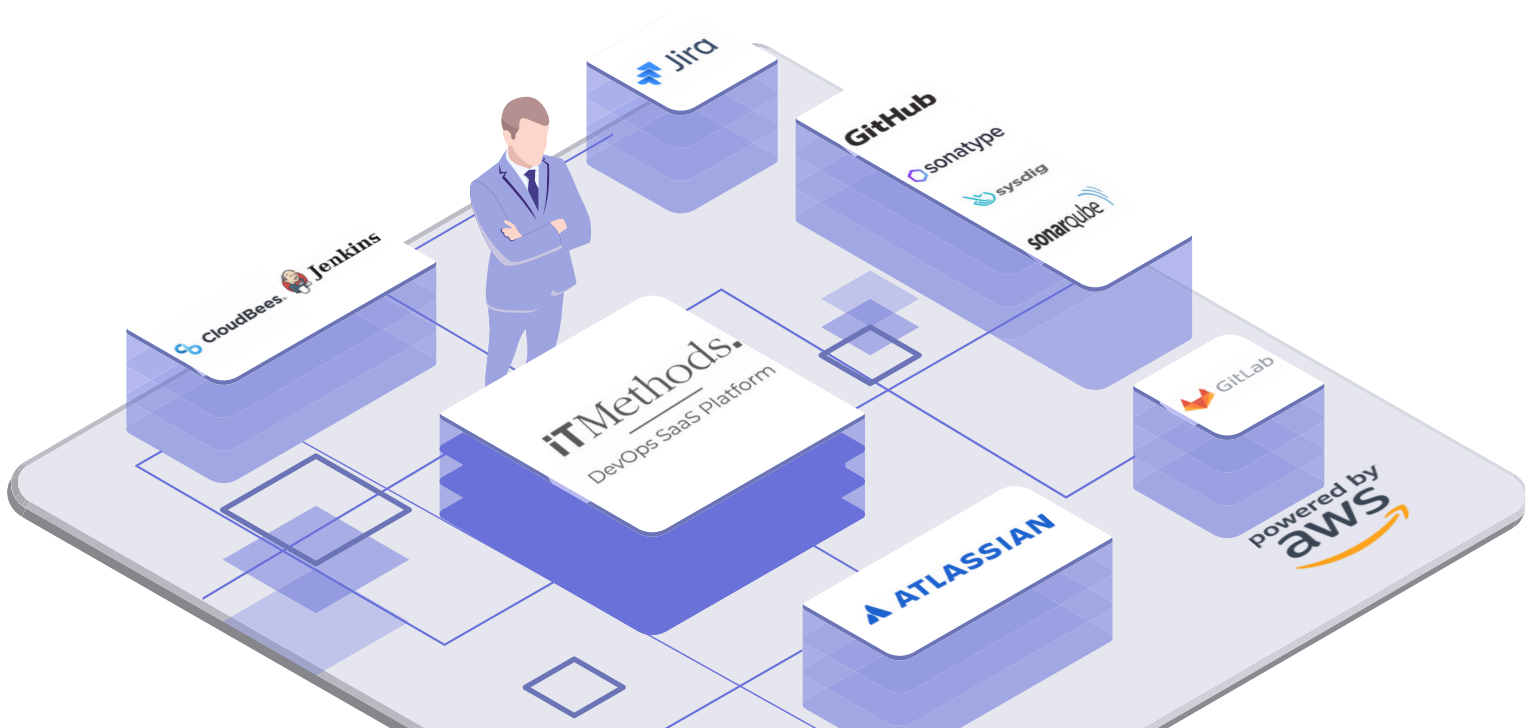 Jira
GitHub
sonatype
sysdig
sonarqube
Jenkins
CloudBees.
iTMethods.
DevOps SaaS Platform
GitLab
powered by
aws
ATLASSIAN